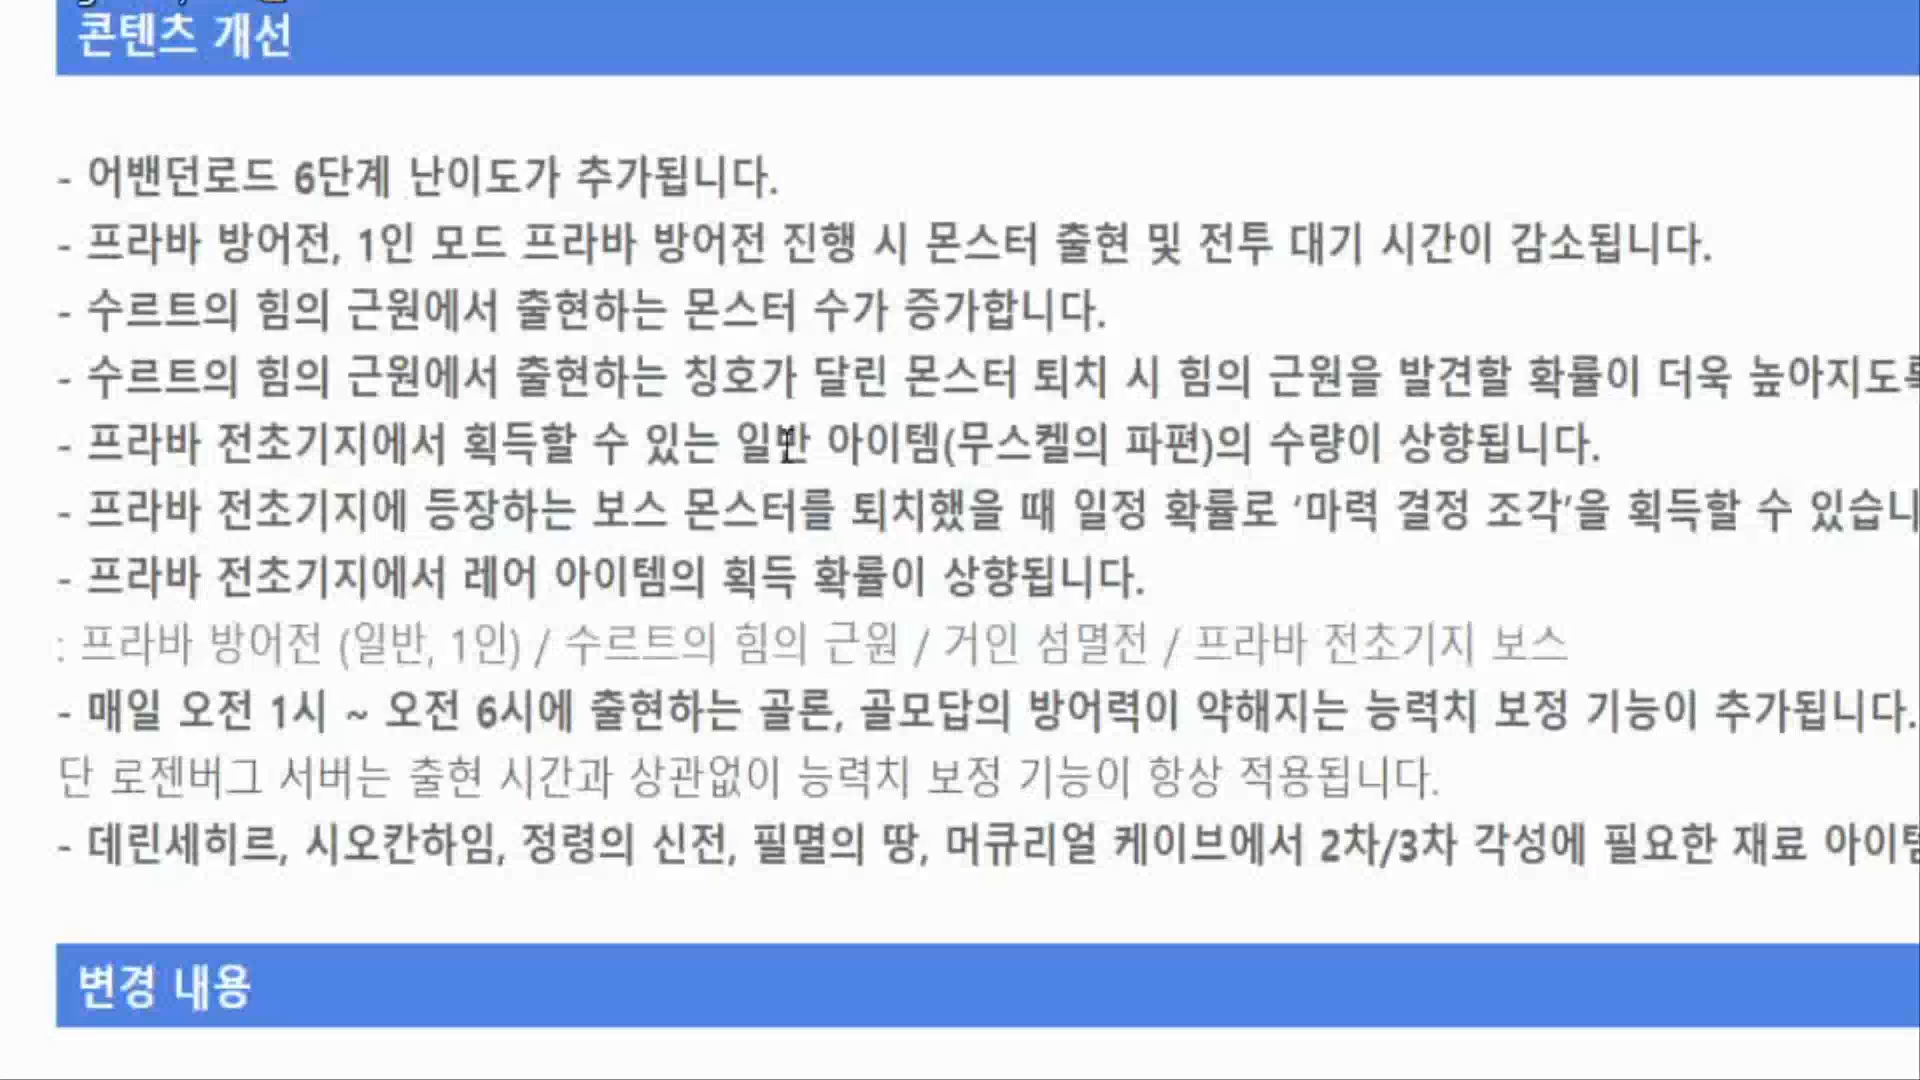 콘텐츠 개선
- 어밴던로드 6단계 난이도가 추가됩니다.
- 프라바 방어전, 1인 모드 프라바 방어전 진행 시 몬스터 출현 및 전투 대기 시간이 감소됩니다.
- 수르트의 힘의 근원에서 출현하는 몬스터 수가 증가합니다.
- 수르트의 힘의 근원에서 출현하는 칭호가 달린 몬스터 퇴치 시 힘의 근원을 발견할 확률이 더욱 높아지도록
- 프라바 전초기지에서 획득할 수 있는 일반 아이템(무스켈의 파편)의 수량이 상향됩니다.
- 프라바 전초기지에 등장하는 보스 몬스터를 퇴치했을 때 일정 확률로 ‘마력 결정 조각’을 획득할 수 있습니
- 프라바 전초기지에서 레어 아이템의 획득 확률이 상향됩니다.
: 프라바 방어전 (일반, 1인) / 수르트의 힘의 근원 / 거인 섬멸전 / 프라바 전초기지 보스
- 매일 오전 1시 ~ 오전 6시에 출현하는 골론, 골모답의 방어력이 약해지는 능력치 보정 기능이 추가됩니다.
단 로젠버그 서버는 출현 시간과 상관없이 능력치 보정 기능이 항상 적용됩니다.
- 데린세히르, 시오칸하임, 정령의 신전, 필멸의 땅, 머큐리얼 케이브에서 2차/3차 각성에 필요한 재료 아이템
변경 내용